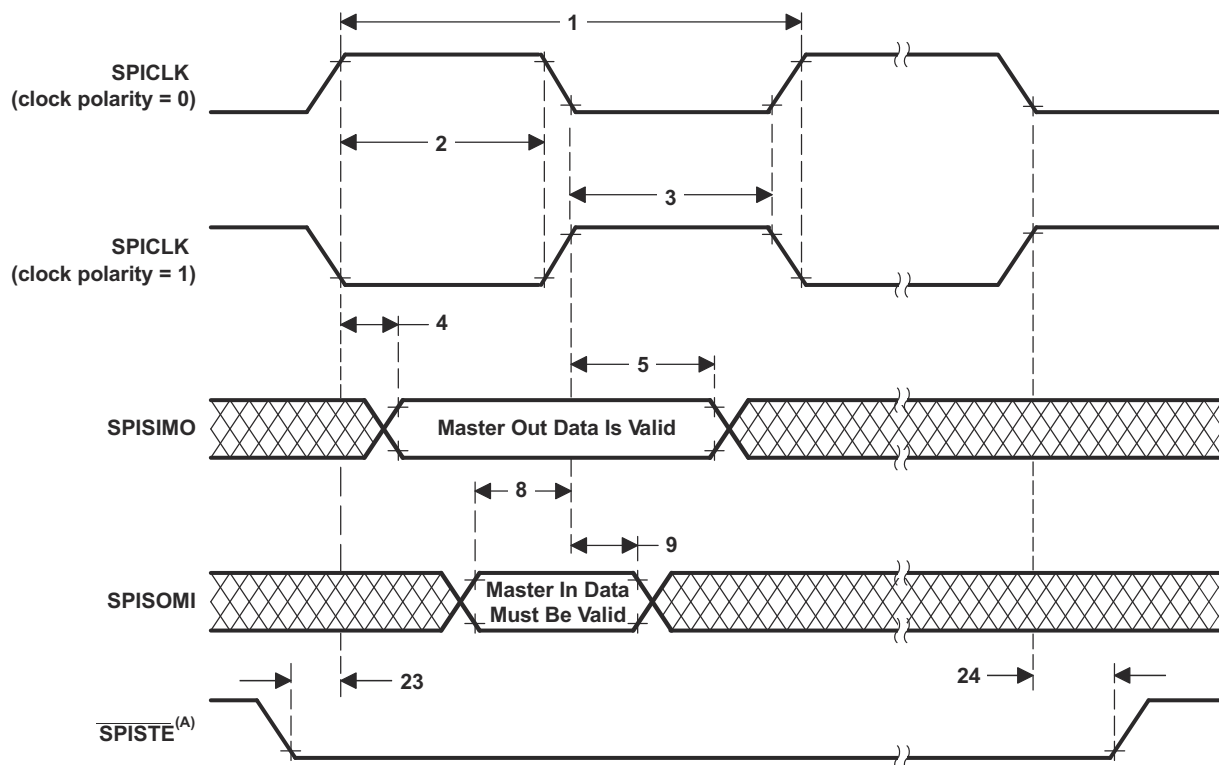 1
SPICLK
(clock polarity = 0)
2
3
SPICLK
(clock polarity = 1)
4
5
SPISIMO
Master Out Data Is Valid
8
9
SPISOMI
Master In Data
Must Be Valid
23
24
SPISTE(A)